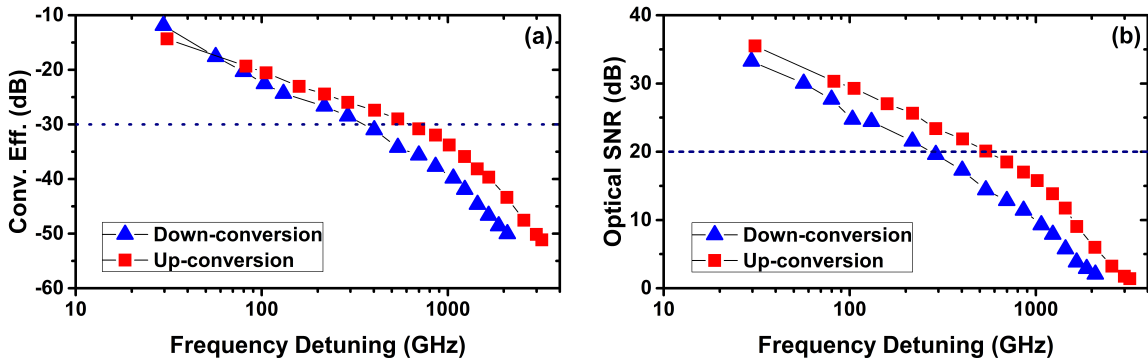 (a)
Conv. Eff. (dB)
-10
-20
-30
-40
-50
-60
Down-conversion
Up-conversion
10
100
1000
Frequency Detuning (GHz)
(b)
Optical SNR (dB)
40
30
20
10
0
Down-conversion
Up-conversion
10
100
1000
Frequency Detuning (GHz)